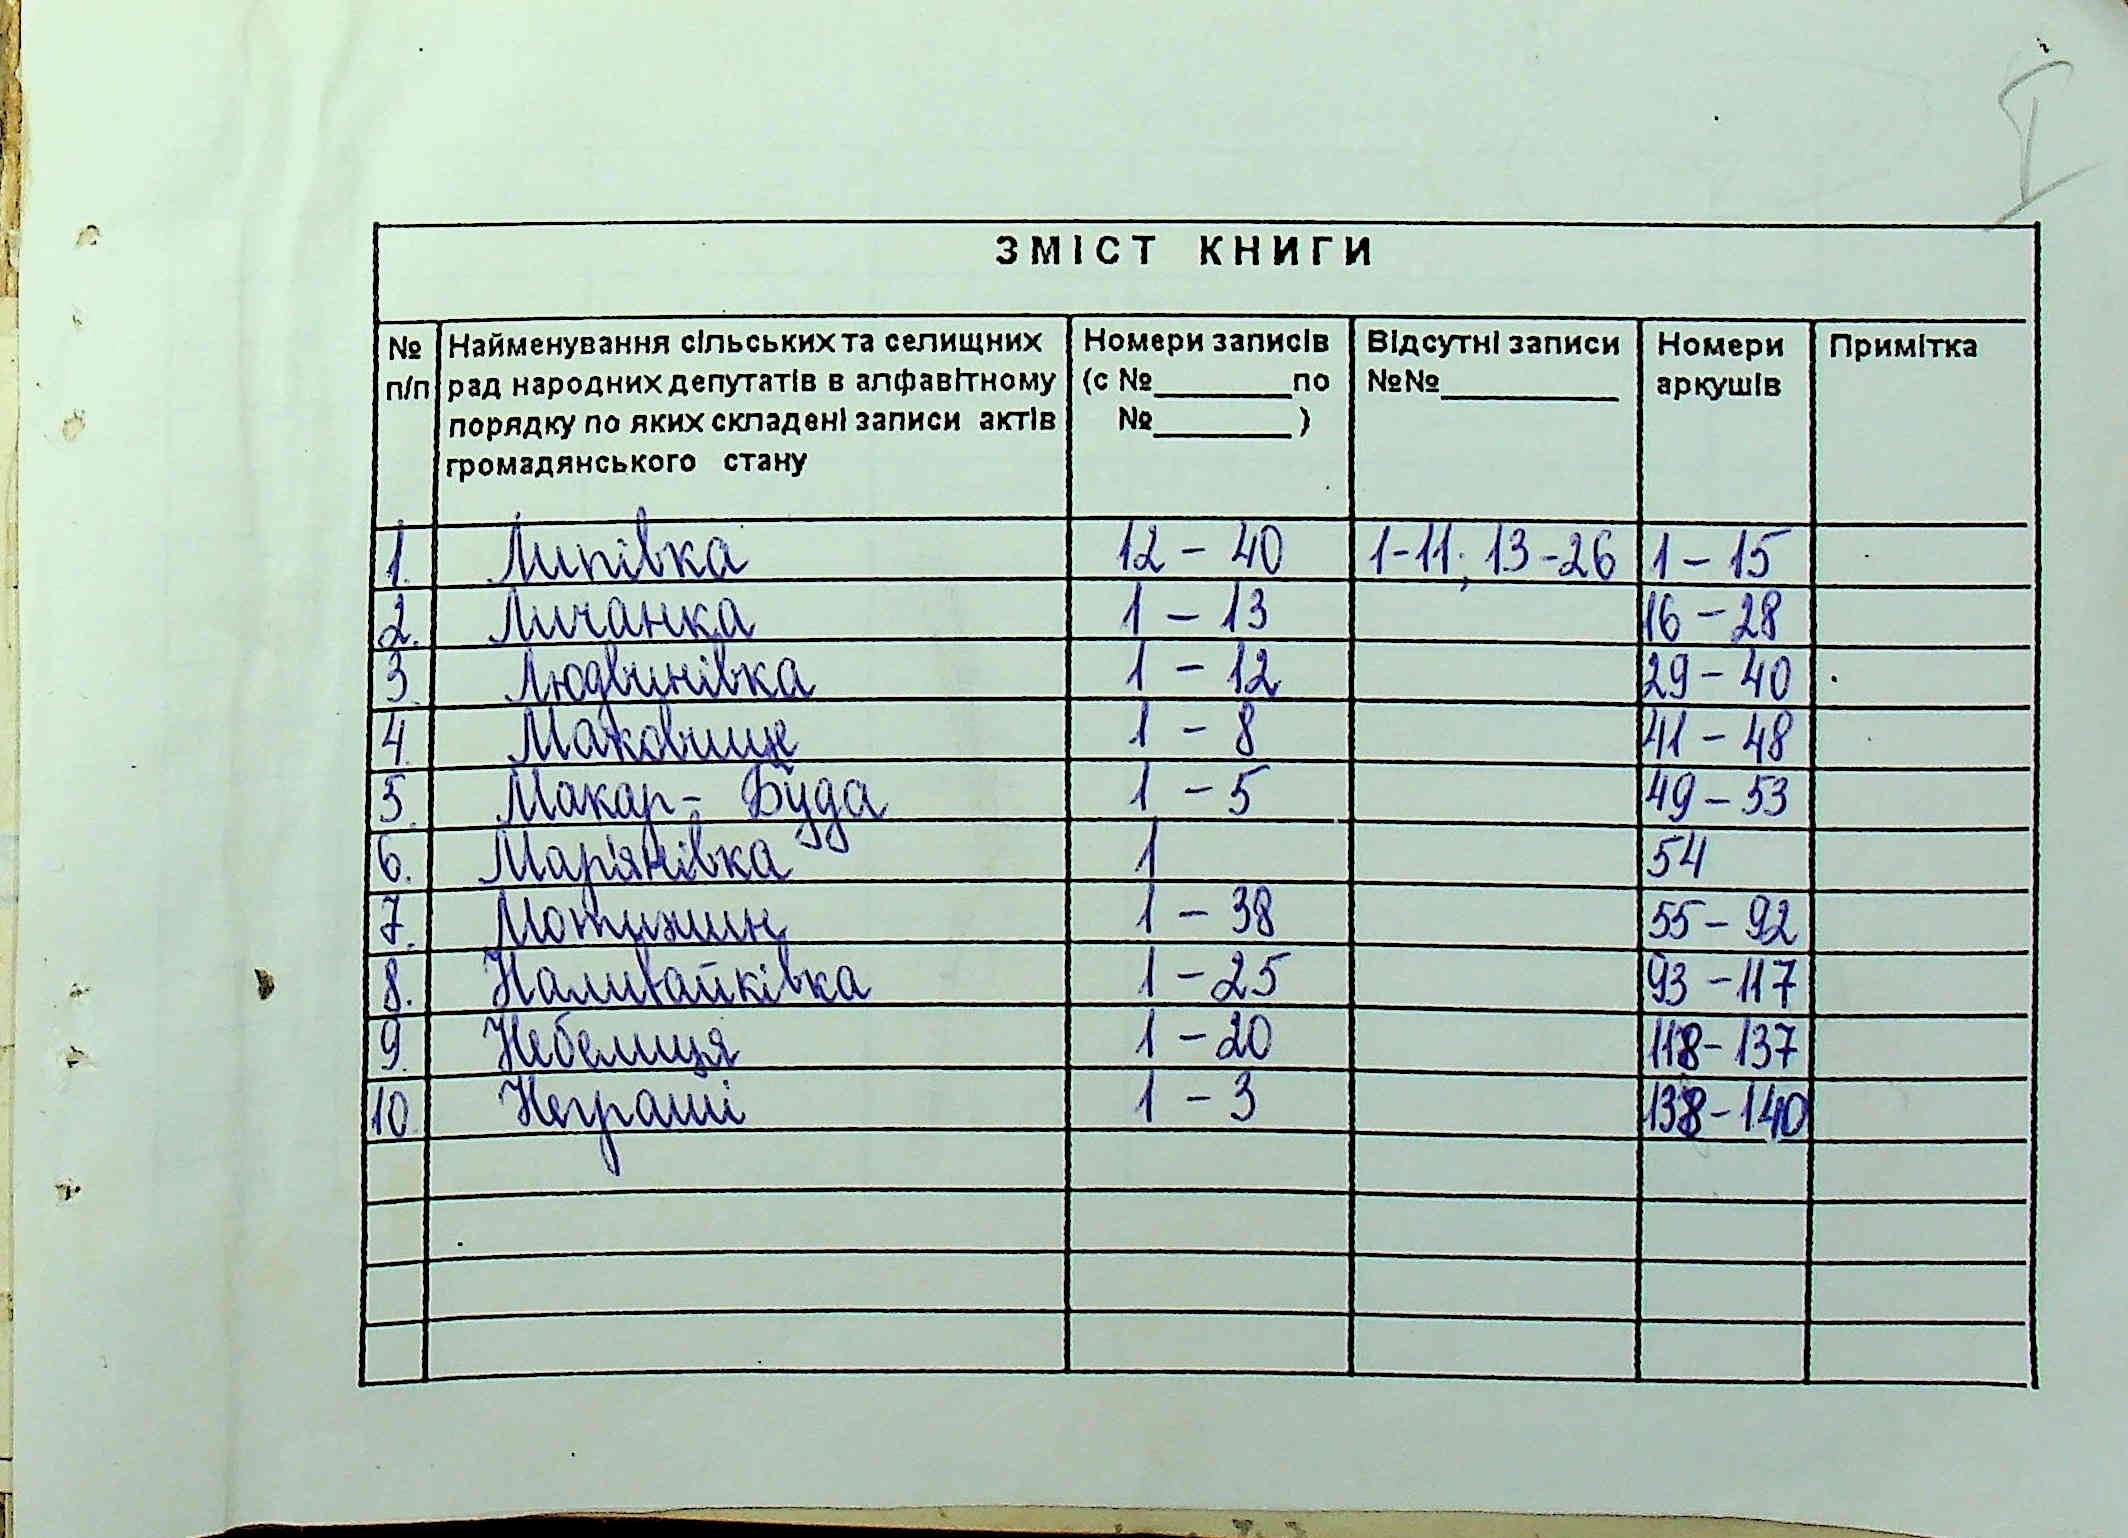 I
ЗМІСТ КНИГИ
№ п/п | Найменування сільських та селищних рад народних депутатів в алфавітному порядку по яких складені записи актів громадянського стану | Номери записів (с №________по №________) | Відсутні записи №№__________ | Номери аркушів | Примітка
1. Липівка 12 – 40 1-11; 13-26 1 – 15
2. Личанка 1 – 13 16 – 28
3. Людвинівка 1 – 12 29 – 40
4. Маковище 1 – 8 41 – 48
5. Макар- Буда 1 – 5 49 – 53
6. Мар'янівка 1 54
7. Мотижин 1 – 38 55 – 92
8. Наливайківка 1 – 25 93 – 117
9. Небелиця 1 – 20 118 – 137
10. Неграші 1 – 3 138 – 140